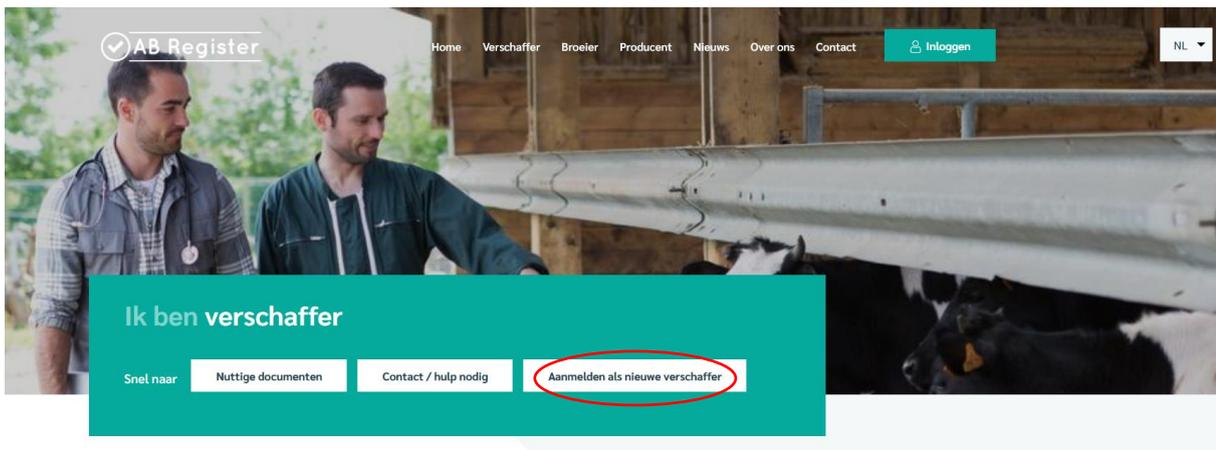 AB Register
Home Verschaffer Broeier Producent Nieuws Over ons Contact Inloggen NL
Ik ben verschaffer
Snel naar Nuttige documenten Contact / hulp nodig Aanmelden als nieuwe verschaffer